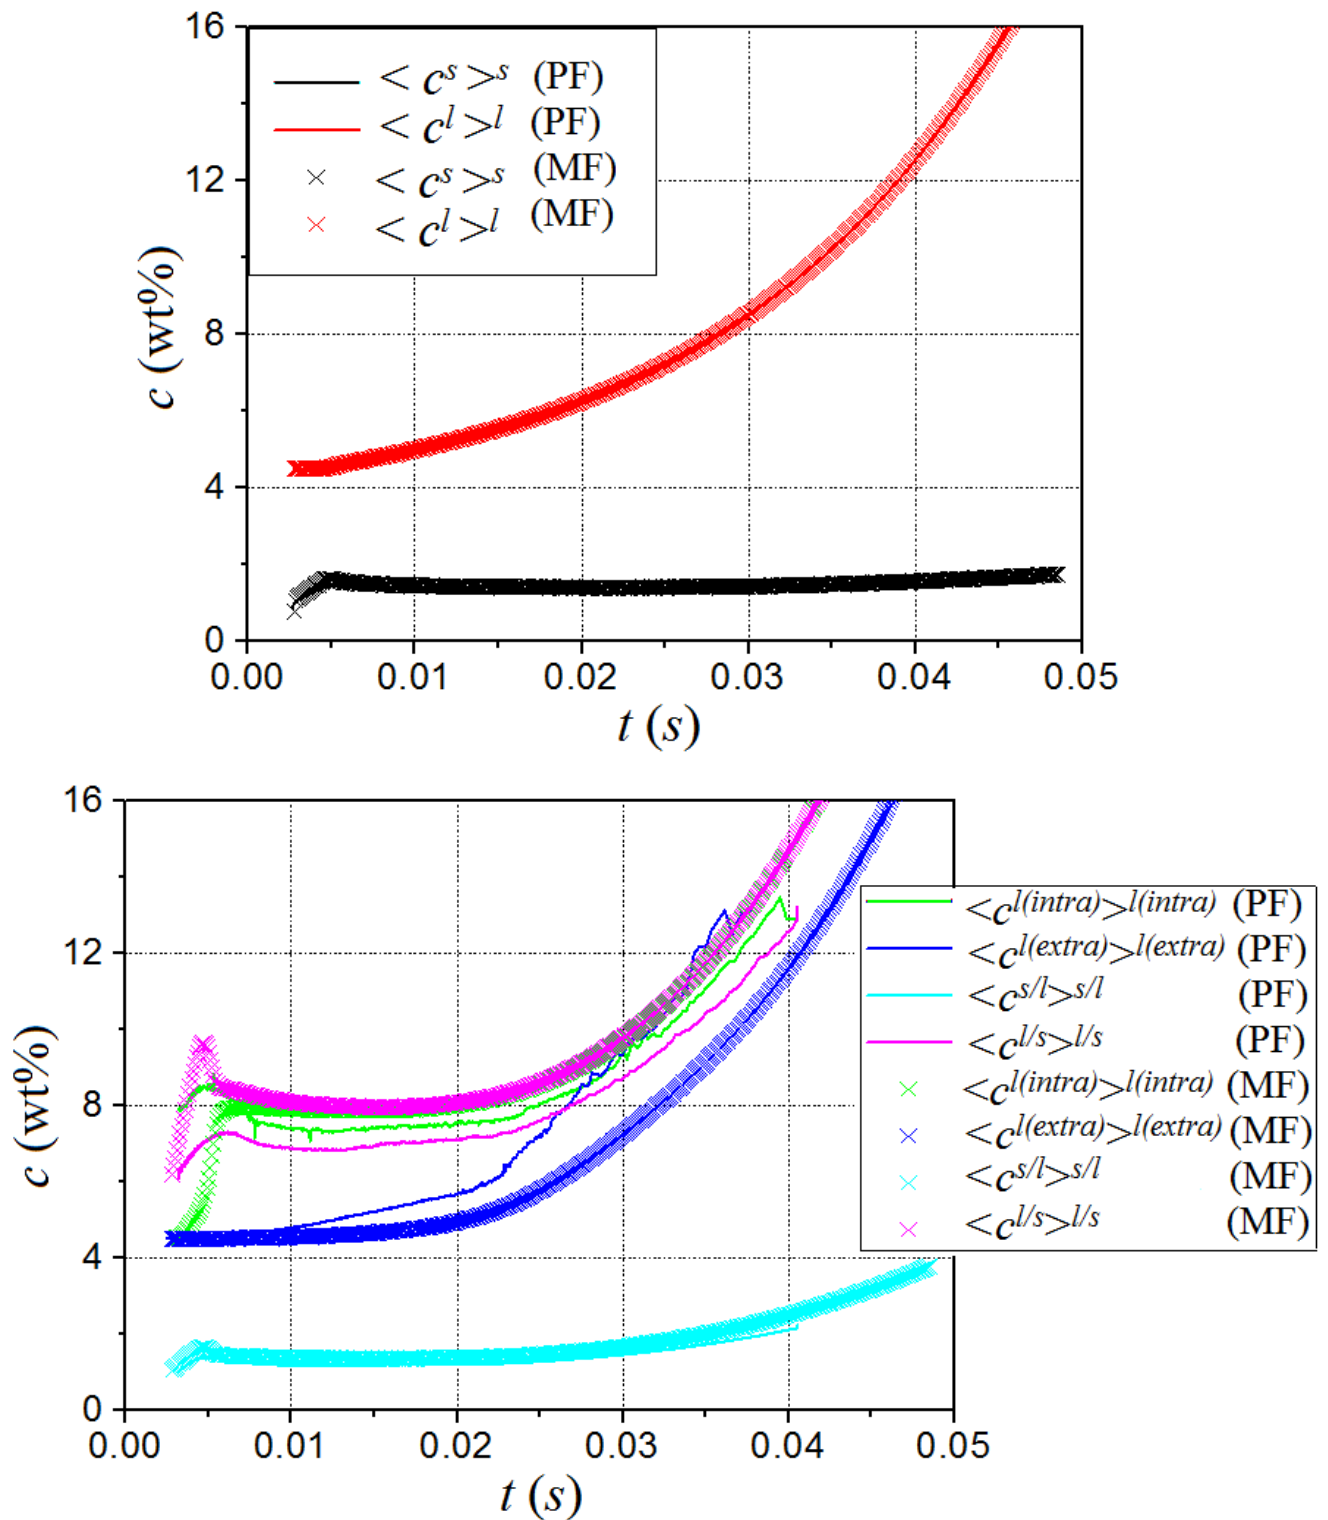 16
12
8
4
0
c (wt%)
< c^s >^s (PF)
< c^l >^l (PF)
< c^s >^s (MF)
< c^l >^l (MF)
0.00 0.01 0.02 0.03 0.04 0.05
t (s)
16
12
8
4
0
c (wt%)
<c^l(intra)>^l(intra) (PF)
<c^l(extra)>^l(extra) (PF)
<c^s/l>^s/l (PF)
<c^l/s>^l/s (PF)
<c^l(intra)>^l(intra) (MF)
<c^l(extra)>^l(extra) (MF)
<c^s/l>^s/l (MF)
<c^l/s>^l/s (MF)
0.00 0.01 0.02 0.03 0.04 0.05
t (s)